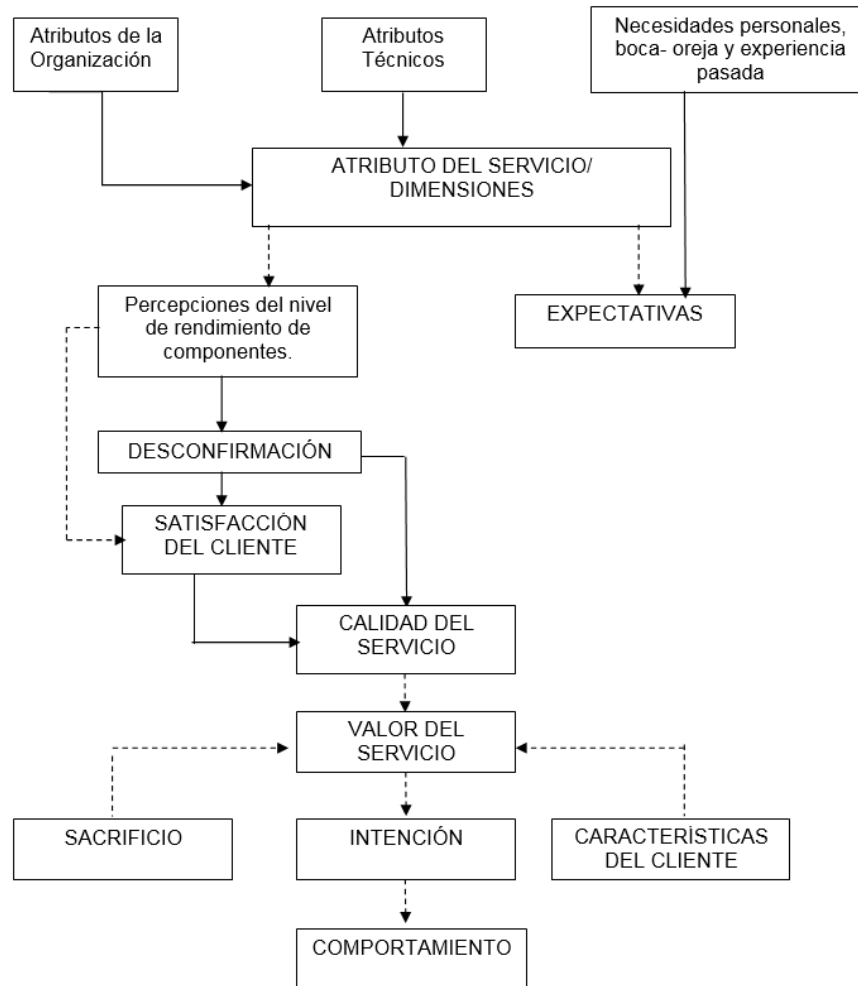 Atributos de la
Organización
Atributos
Técnicos
Necesidades personales,
boca- oreja y experiencia
pasada
ATRIBUTO DEL SERVICIO/
DIMENSIONES
Percepciones del nivel
de rendimiento de
componentes.
EXPECTATIVAS
DESCONFIRMACIÓN
SATISFACCIÓN
DEL CLIENTE
CALIDAD DEL
SERVICIO
VALOR DEL
SERVICIO
SACRIFICIO
INTENCIÓN
CARACTERÍSTICAS
DEL CLIENTE
COMPORTAMIENTO